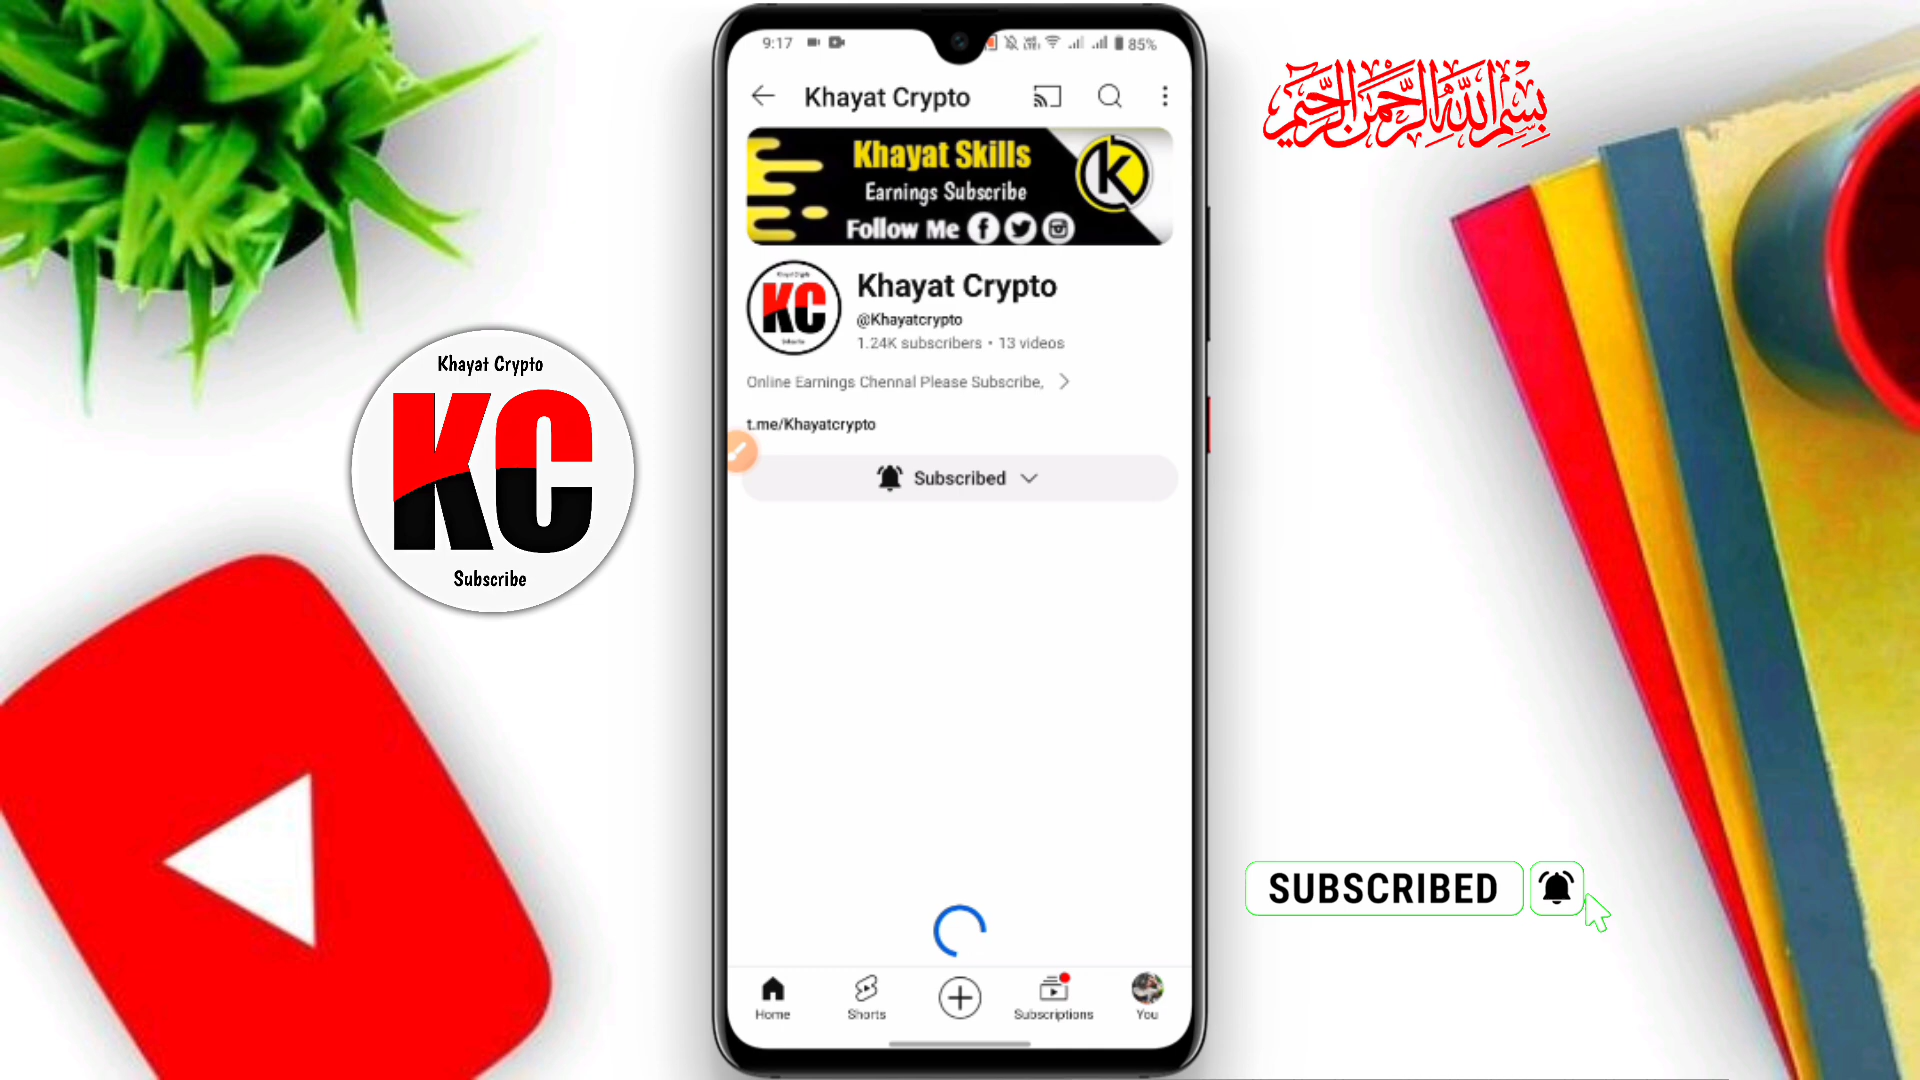 9:17
85%
Khayat Crypto
Khayat Skills
Earnings Subscribe
Follow Me
K
KC
Khayat Crypto
@Khayatcrypto
1.24K subscribers • 13 videos
Online Earnings Chennal Please Subscribe,
t.me/Khayatcrypto
Subscribed
Home
Shorts
Subscriptions
You
Khayat Crypto
KC
Subscribe
بسم الله الرحمن الرحيم
SUBSCRIBED